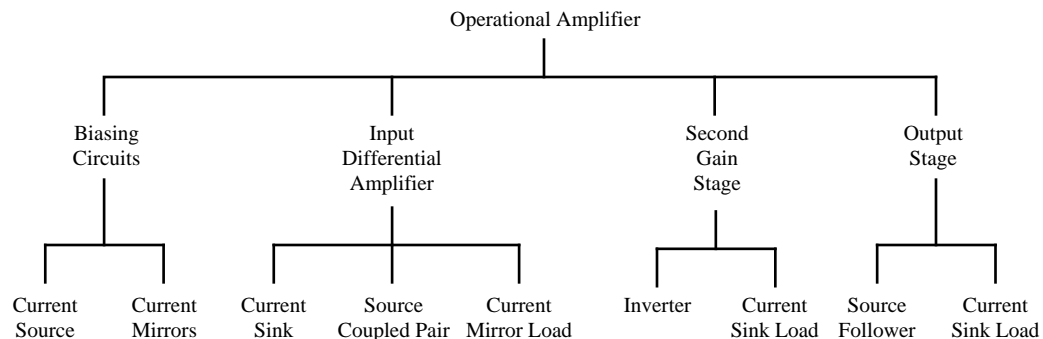 Operational Amplifier
Biasing
Circuits
Input
Differential
Amplifier
Second
Gain
Stage
Output
Stage
Current
Source
Current
Mirrors
Current
Sink
Source
Coupled Pair
Current
Mirror Load
Inverter
Current
Sink Load
Source
Follower
Current
Sink Load